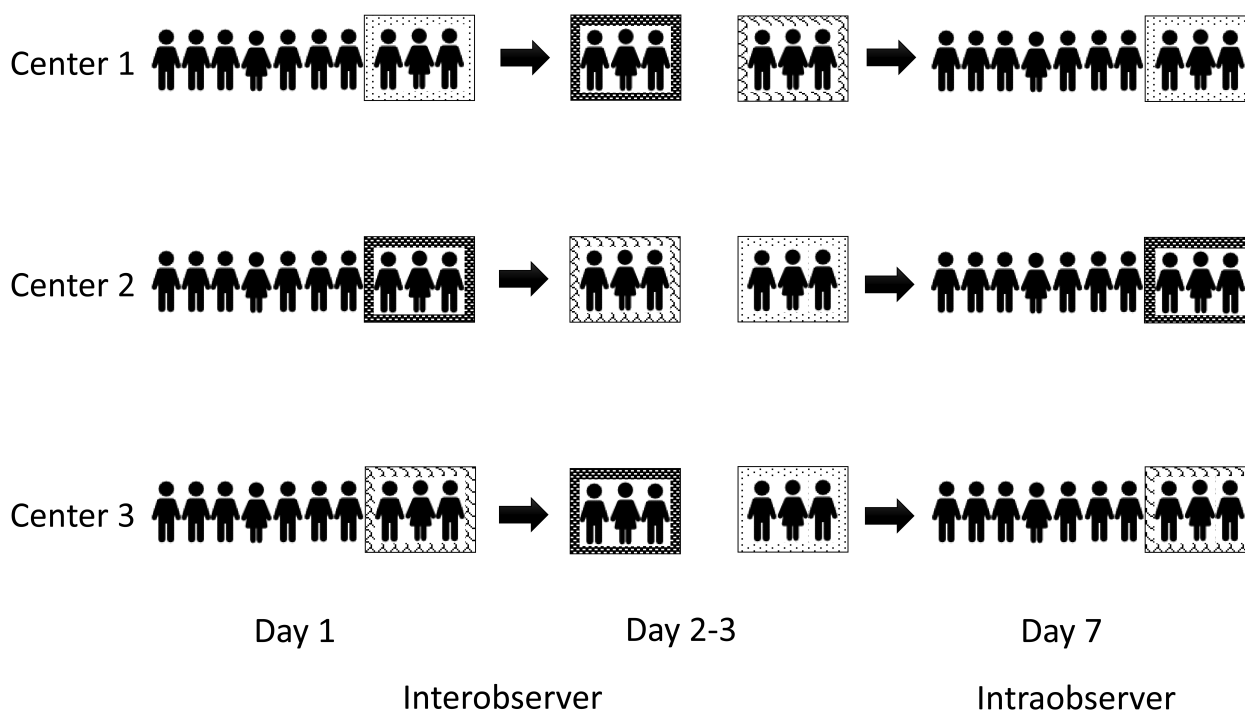 Center 1
Center 2
Center 3
Day 1
Day 2-3
Day 7
Interobserver
Intraobserver